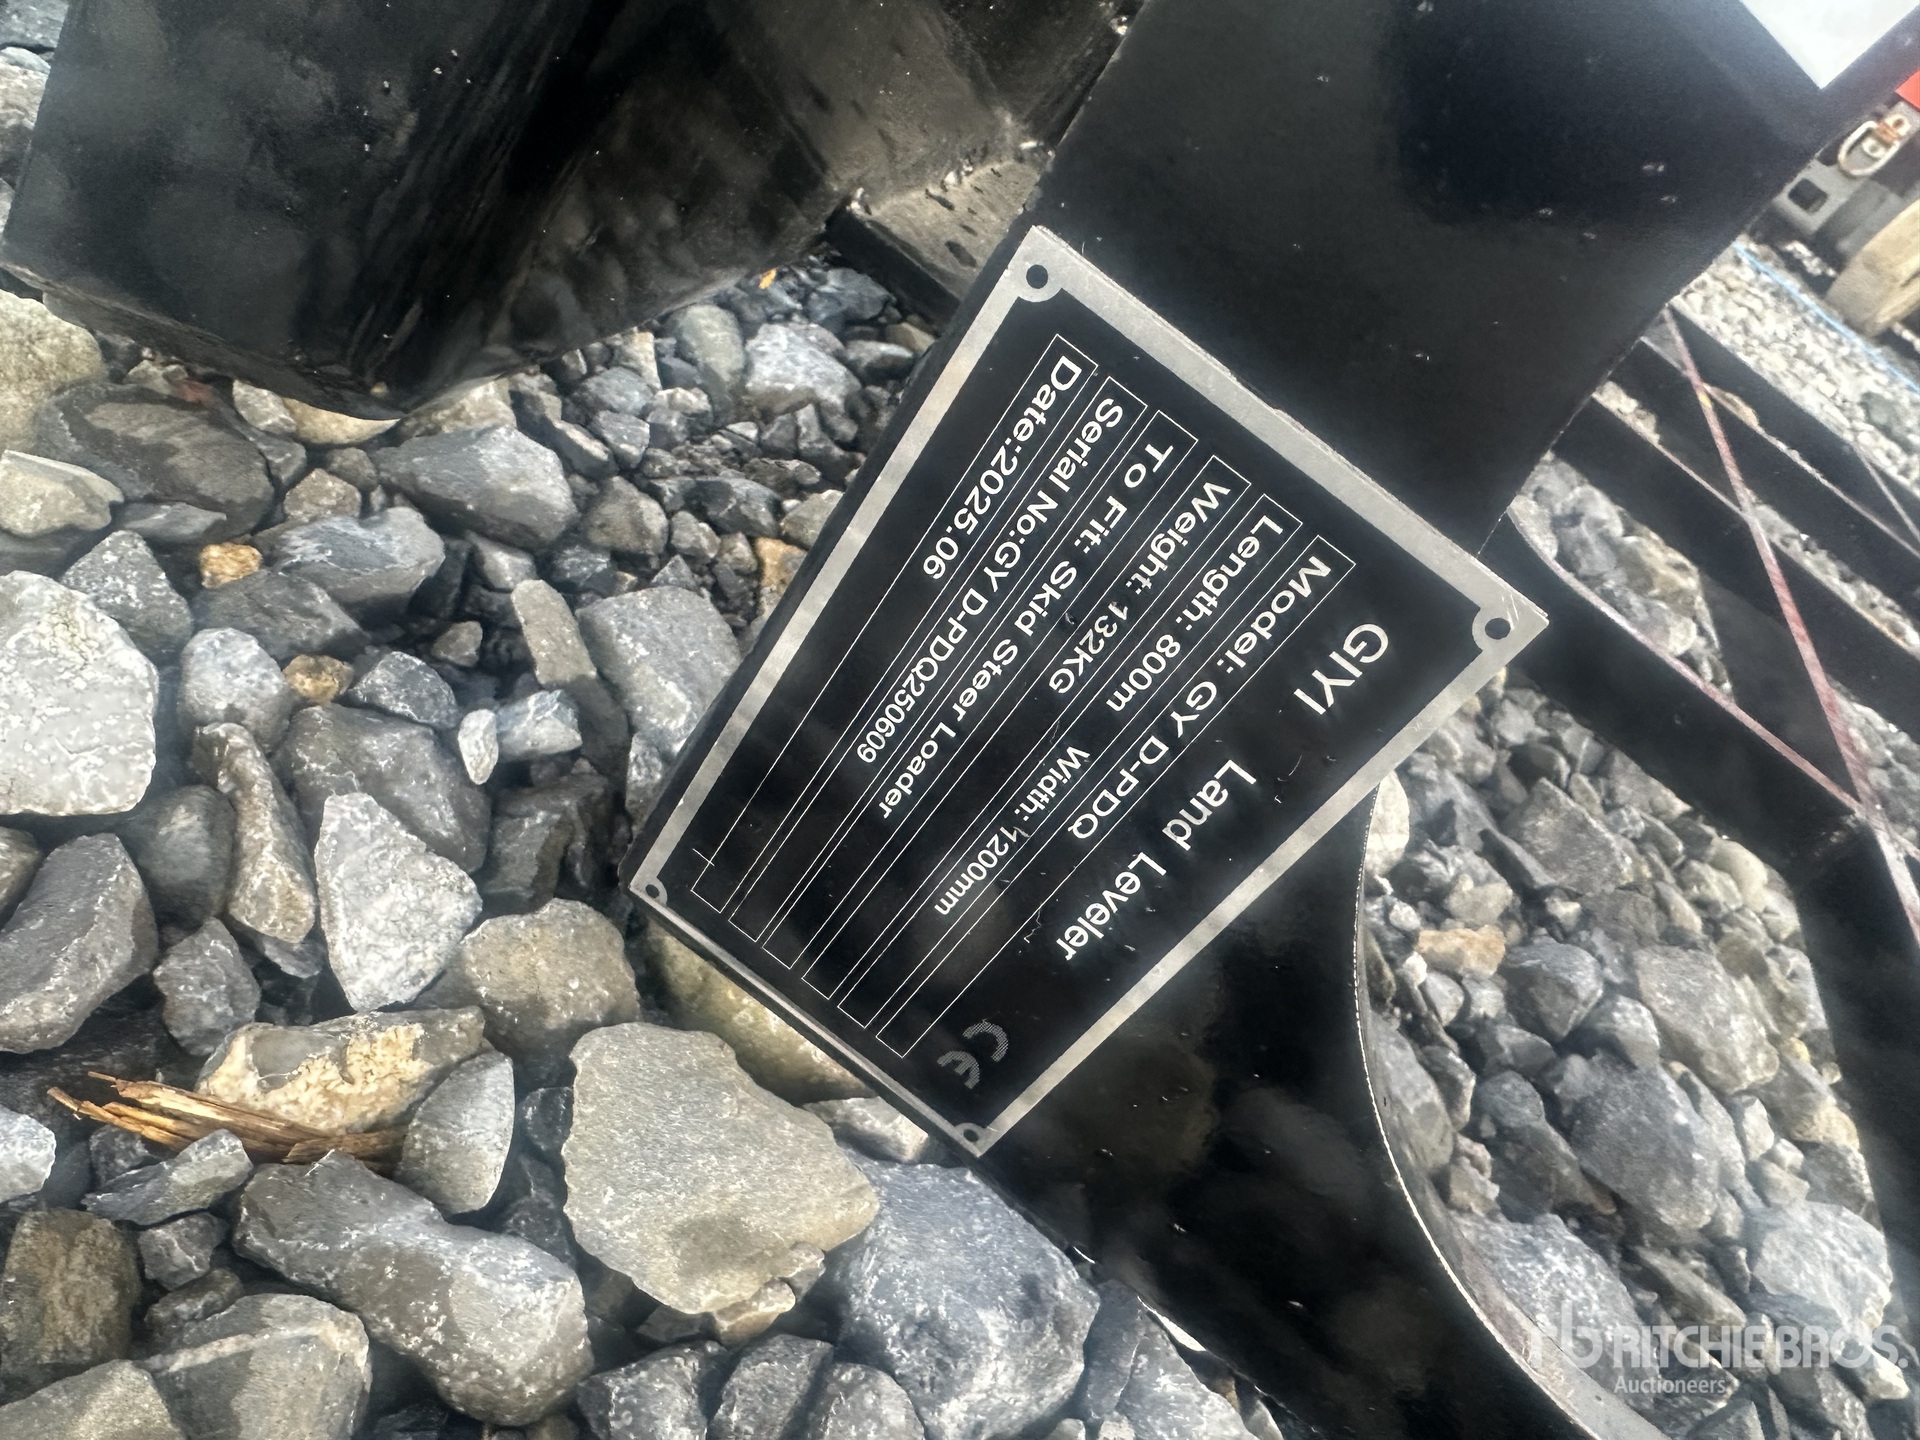 GIYI Land Leveler
Model: GY D-PDQ
Length: 800m Width: 1200mm
Weight: 132KG
To Fit: Skid Steer Loader
Serial No:GY D-PDQ250609
Date:2025.06
CE
rb RITCHIE BROS.
Auctioneers